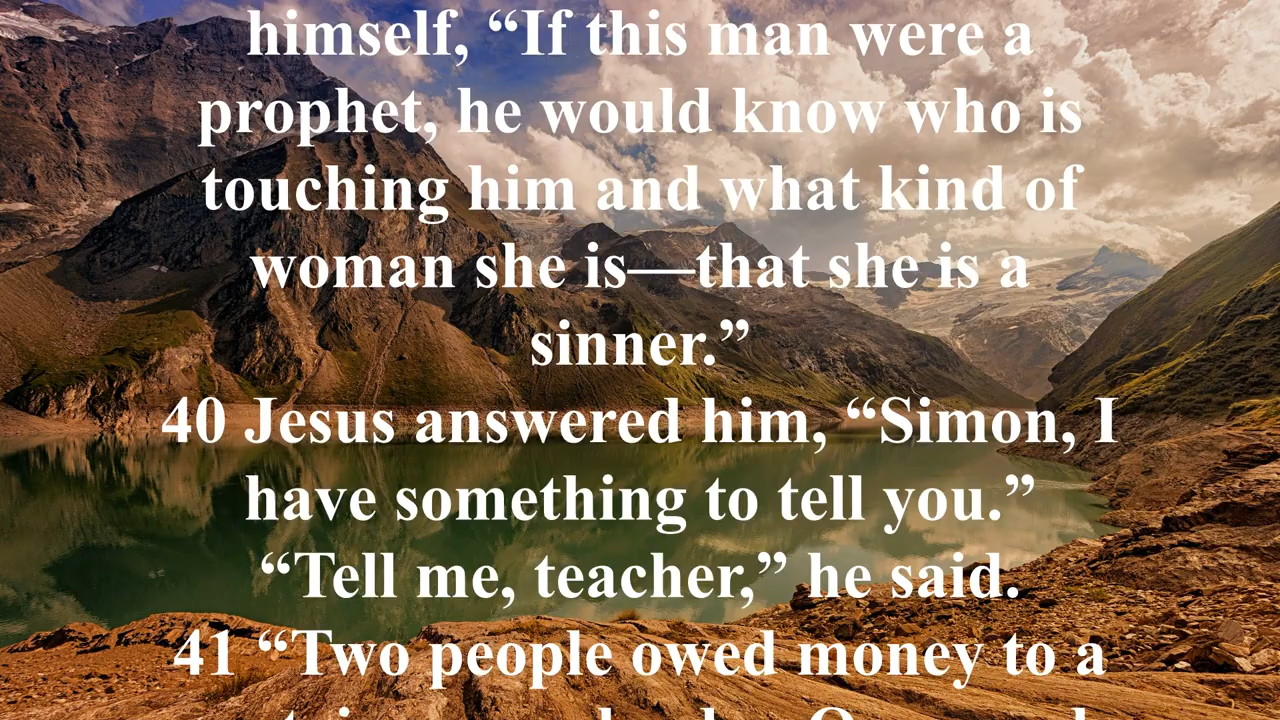 himself, “If this man were a
prophet, he would know who is
touching him and what kind of
woman she is—that she is a
sinner.”
40 Jesus answered him, “Simon, I
have something to tell you.”
“Tell me, teacher,” he said.
41 “Two people owed money to a